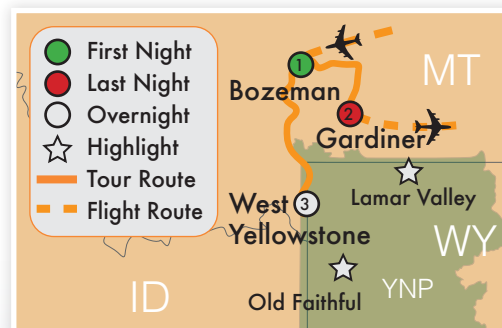 First Night
Last Night
Overnight
Highlight
Tour Route
Flight Route
MT
1
Bozeman
2
Gardiner
Lamar Valley
West
3
Yellowstone
WY
ID
Old Faithful
YNP